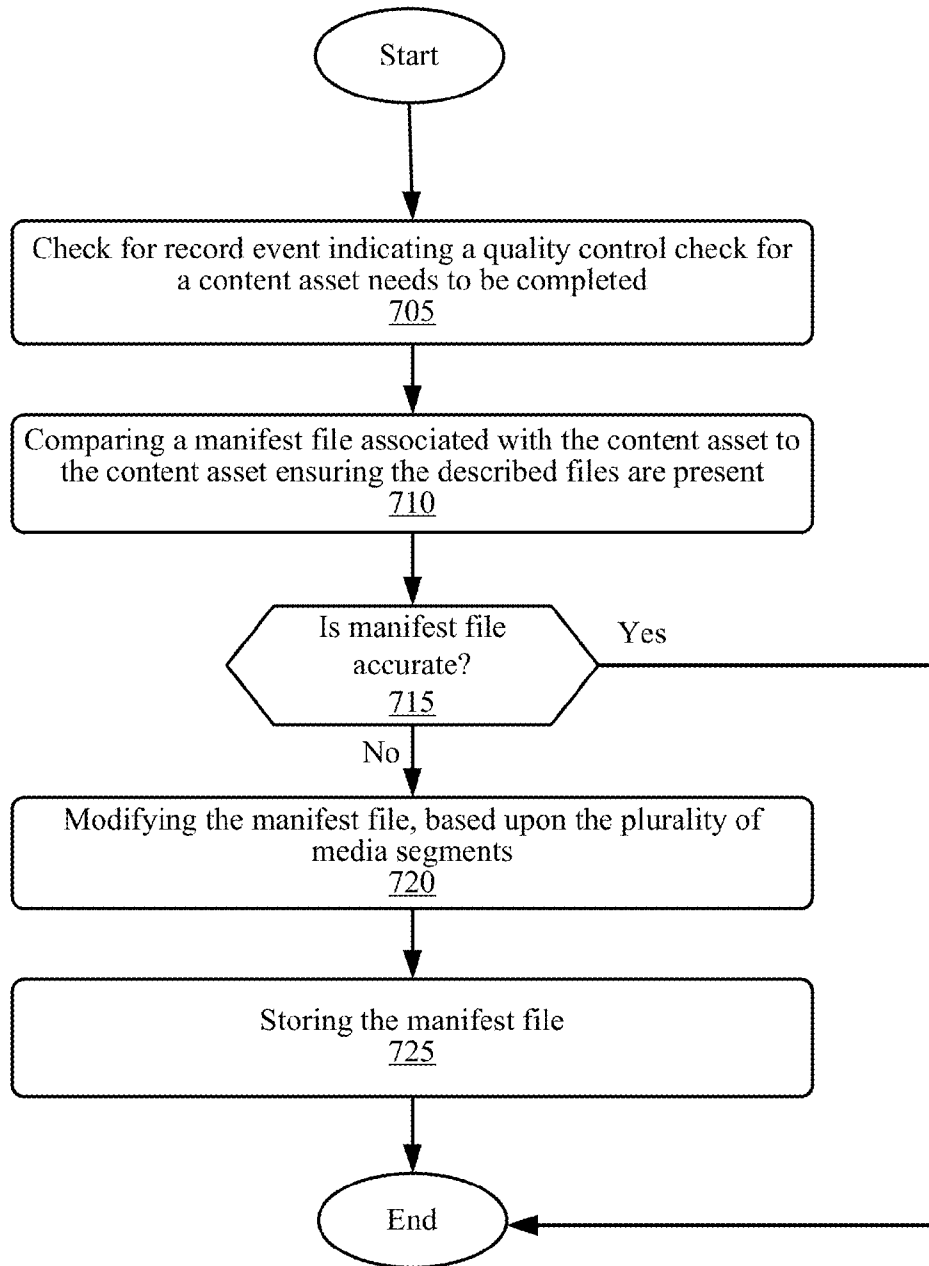 Start
Check for record event indicating a quality control check for
a content asset needs to be completed
705
Comparing a manifest file associated with the content asset to
the content asset ensuring the described files are present
710
Is manifest file
accurate?
715
Yes
No
Modifying the manifest file, based upon the plurality of
media segments
720
Storing the manifest file
725
End